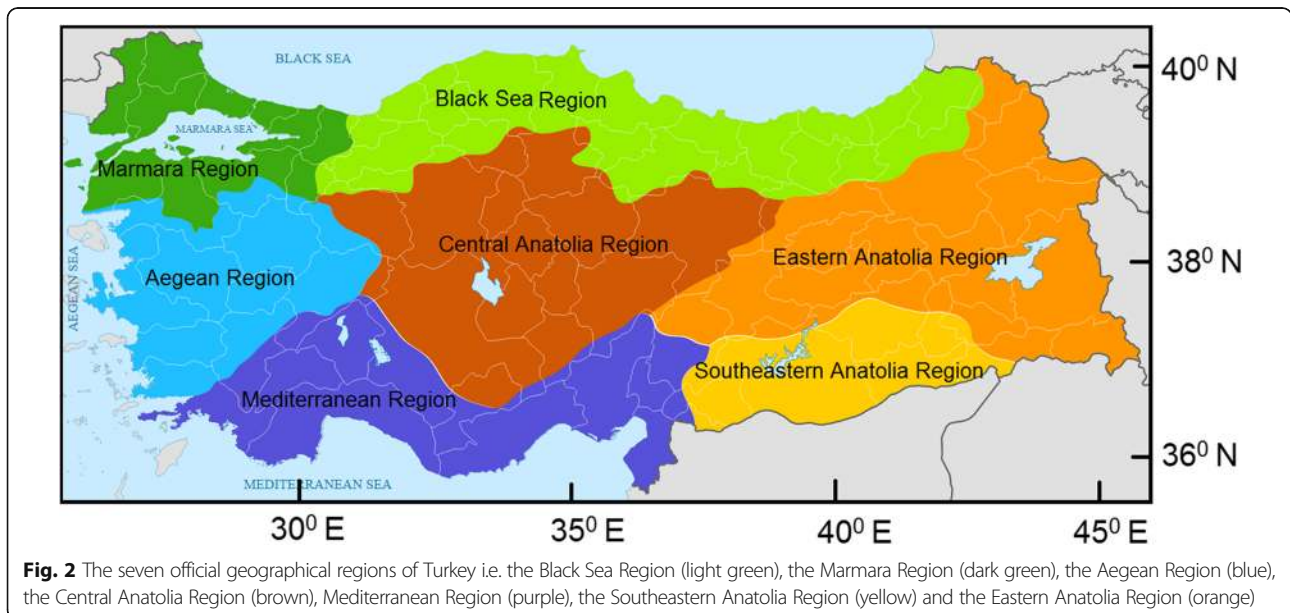 BLACK SEA
40⁰ N
Black Sea Region
MARMARA SEA
Marmara Region
Central Anatolia Region
Eastern Anatolia Region
38⁰ N
Aegean Region
AEGEAN SEA
Southeastern Anatolia Region
Mediterranean Region
36⁰ N
MEDITERRANEAN SEA
30⁰ E
35⁰ E
40⁰ E
45⁰ E
Fig. 2 The seven official geographical regions of Turkey i.e. the Black Sea Region (light green), the Marmara Region (dark green), the Aegean Region (blue),
the Central Anatolia Region (brown), Mediterranean Region (purple), the Southeastern Anatolia Region (yellow) and the Eastern Anatolia Region (orange)